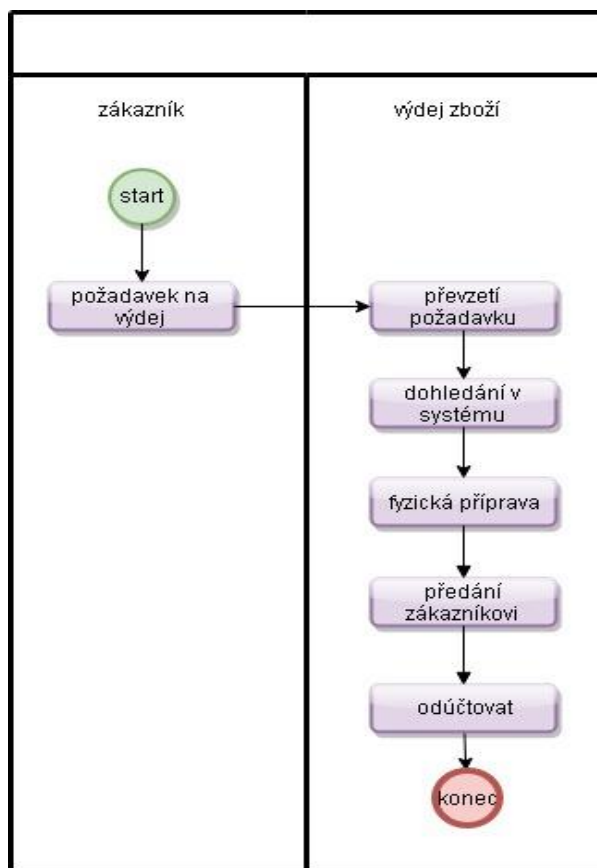 zákazník
výdej zboží
start
požadavek na
výdej
převzetí
požadavku
dohledání v
systému
fyzická příprava
předání
zákazníkovi
odúčtovat
konec